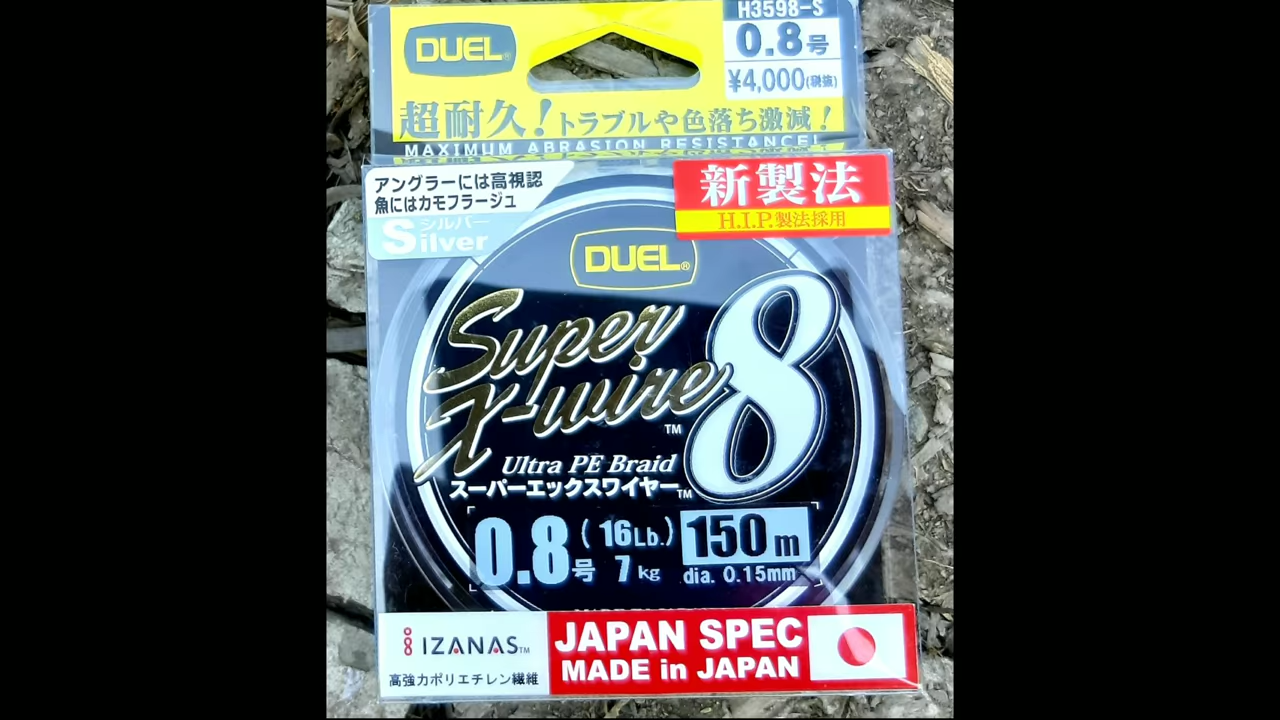 H3598-S
DUEL®
0.8号
¥4,000(税抜)
超耐久!トラブルや色落ち激減!
MAXIMUM ABRASION RESISTANCE!
アングラーには高視認
魚にはカモフラージュ
シルバー
Silver
新製法
H.I.P.製法採用
DUEL®
Super
X-wire 8
TM
Ultra PE Braid
スーパーエックスワイヤーTM
0.8号 (16Lb.) 7kg 150m
dia. 0.15mm
IZANAS TM
高強力ポリエチレン繊維
JAPAN SPEC
MADE in JAPAN